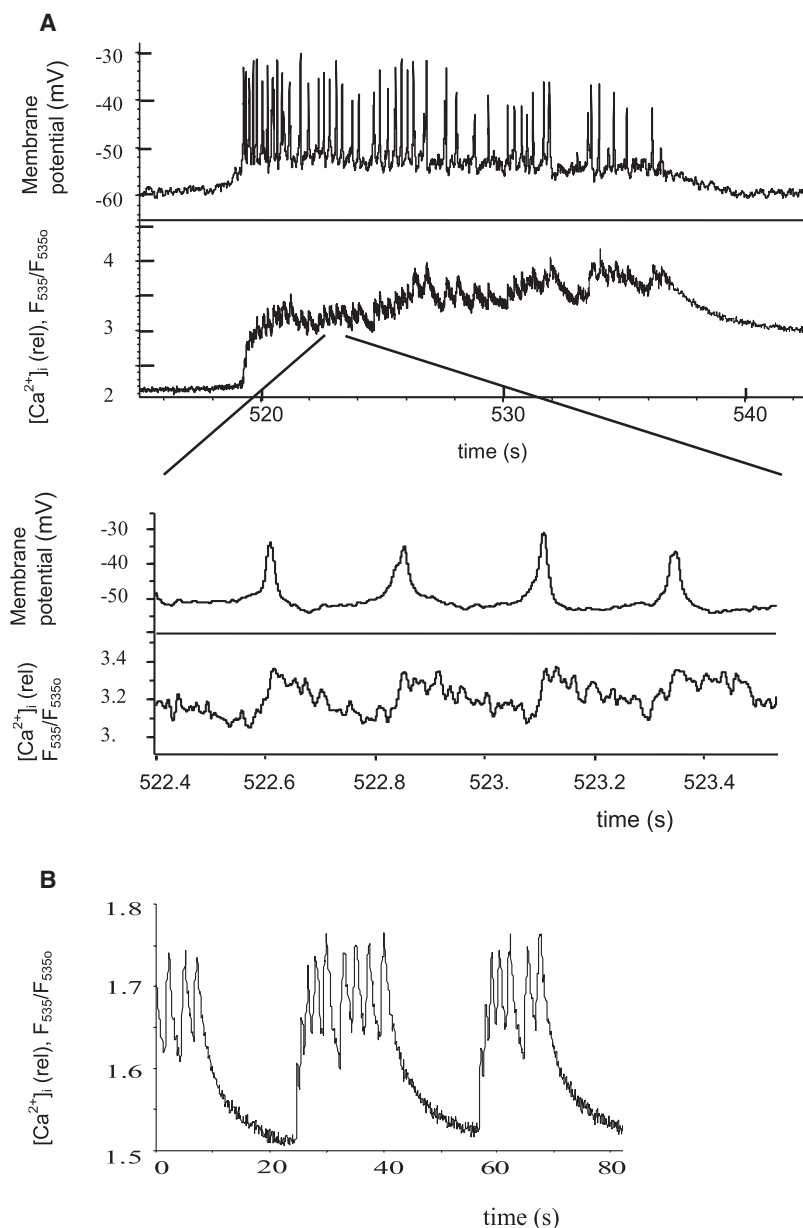 A
Membrane
potential (mV)
-30
-40
-50
-60
[Ca²⁺]ᵢ (rel), F₅₃₅/F₅₃₅₀
4
3
2
520
530
540
time (s)
Membrane
potential (mV)
-30
-40
-50
[Ca²⁺]ᵢ (rel)
F₅₃₅/F₅₃₅₀
3.4
3.2
3.
522.4
522.6
522.8
523.
523.2
523.4
time (s)
B
[Ca²⁺]ᵢ (rel), F₅₃₅/F₅₃₅₀
1.8
1.7
1.6
1.5
0
20
40
60
80
time (s)